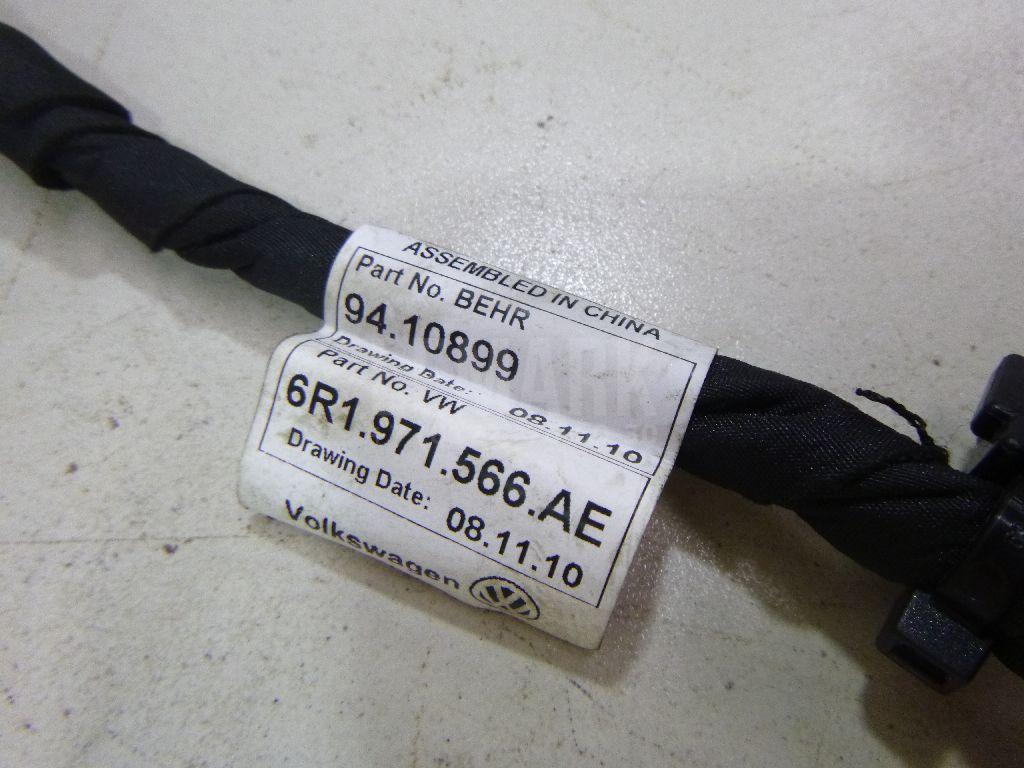 ASSEMBLED IN CHINA
Part No. BEHR
94.10899
Drawing Date: 08.11.10
Part No. VW
6R1.971.566.AE
Drawing Date: 08.11.10
Volkswagen